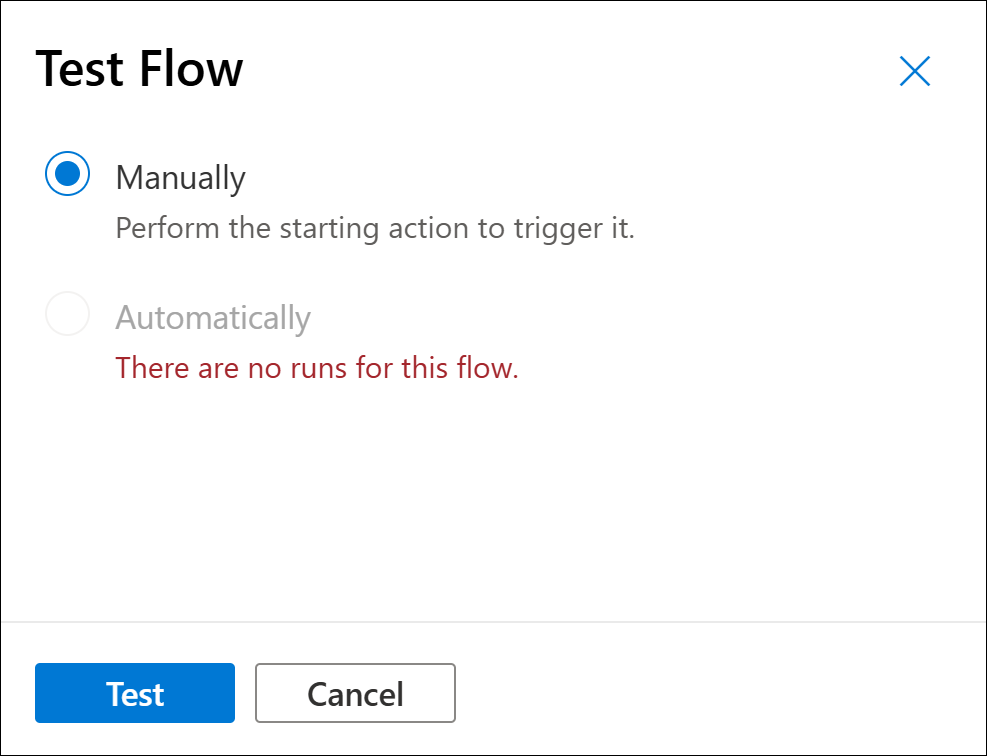 Test Flow
Manually
Perform the starting action to trigger it.
Automatically
There are no runs for this flow.
Test
Cancel